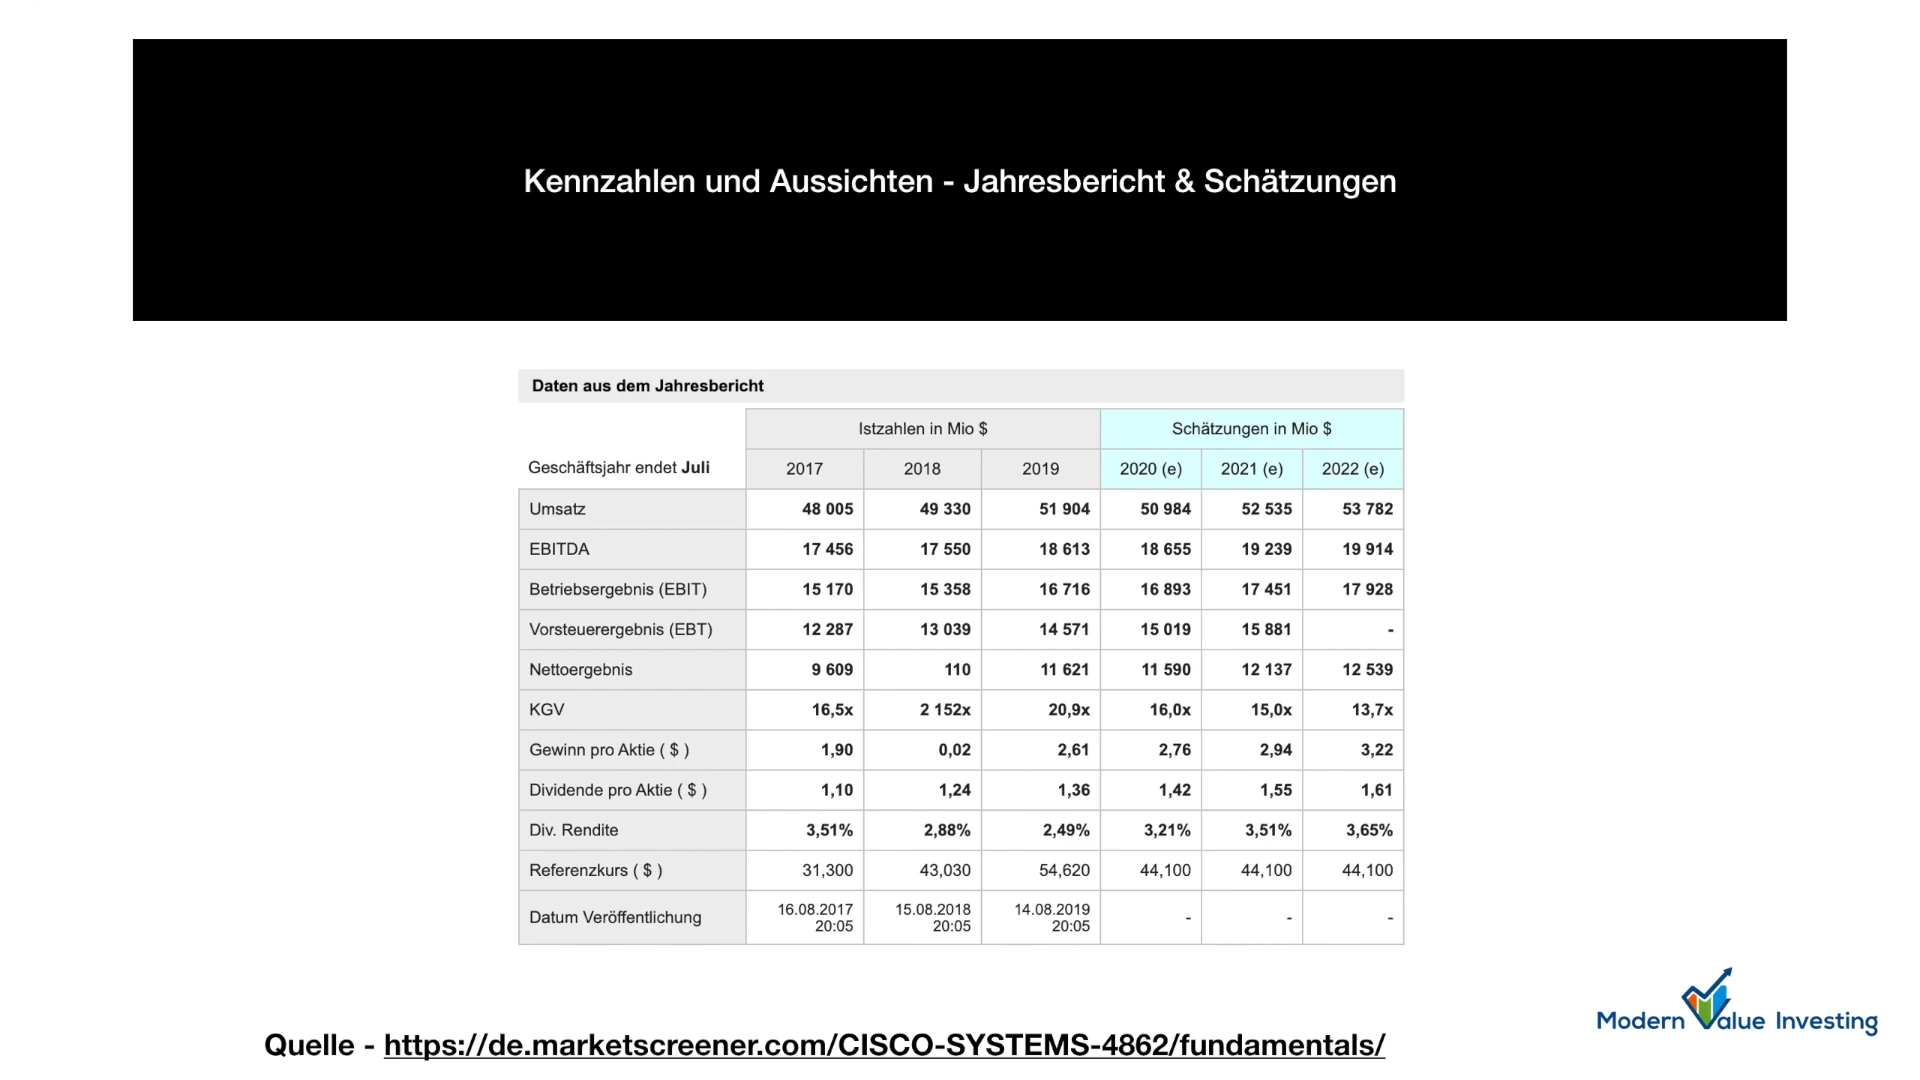 Kennzahlen und Aussichten - Jahresbericht & Schätzungen
Daten aus dem Jahresbericht
Istzahlen in Mio $ Schätzungen in Mio $
Geschäftsjahr endet Juli 2017 2018 2019 2020 (e) 2021 (e) 2022 (e)
Umsatz 48 005 49 330 51 904 50 984 52 535 53 782
EBITDA 17 456 17 550 18 613 18 655 19 239 19 914
Betriebsergebnis (EBIT) 15 170 15 358 16 716 16 893 17 451 17 928
Vorsteuerergebnis (EBT) 12 287 13 039 14 571 15 019 15 881 -
Nettoergebnis 9 609 110 11 621 11 590 12 137 12 539
KGV 16,5x 2 152x 20,9x 16,0x 15,0x 13,7x
Gewinn pro Aktie ( $ ) 1,90 0,02 2,61 2,76 2,94 3,22
Dividende pro Aktie ( $ ) 1,10 1,24 1,36 1,42 1,55 1,61
Div. Rendite 3,51% 2,88% 2,49% 3,21% 3,51% 3,65%
Referenzkurs ( $ ) 31,300 43,030 54,620 44,100 44,100 44,100
Datum Veröffentlichung 16.08.2017 15.08.2018 14.08.2019 - - -
20:05 20:05 20:05
Modern Value Investing
Quelle - https://de.marketscreener.com/CISCO-SYSTEMS-4862/fundamentals/